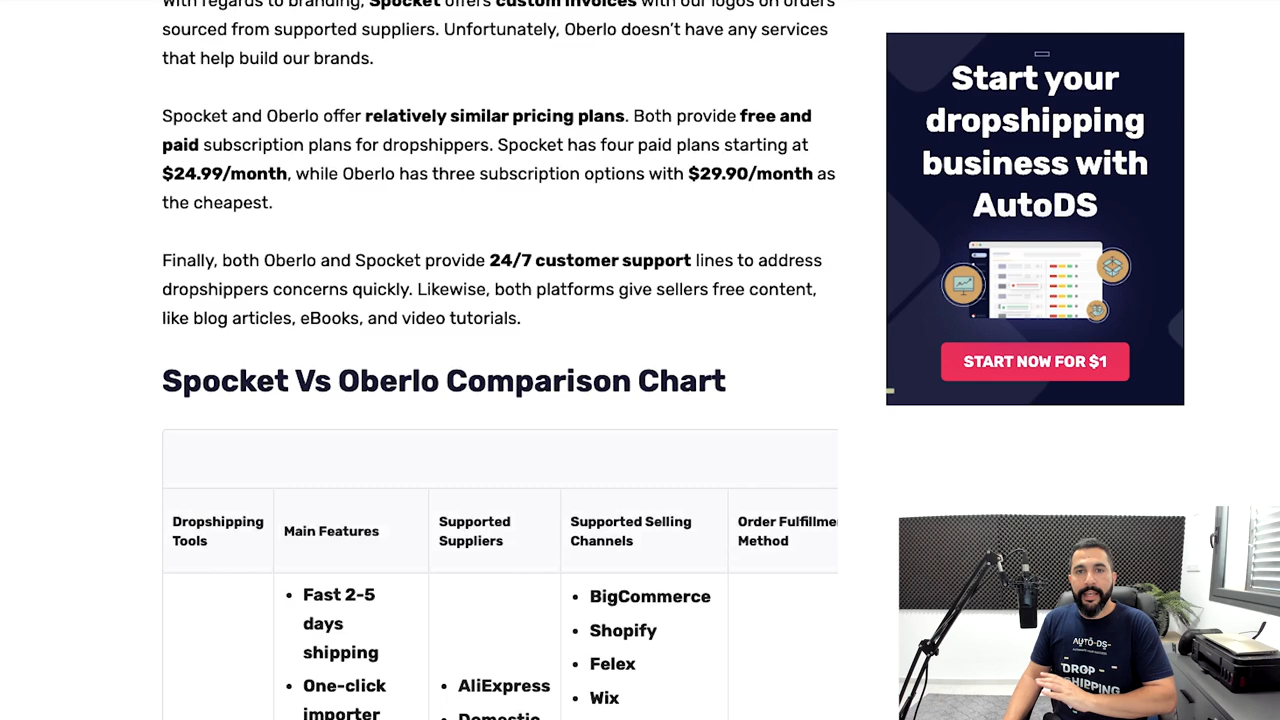 With regards to branding, Spocket offers custom invoices with our logos on orders
sourced from supported suppliers. Unfortunately, Oberlo doesn't have any services
that help build our brands.
Spocket and Oberlo offer relatively similar pricing plans. Both provide free and
paid subscription plans for dropshippers. Spocket has four paid plans starting at
$24.99/month, while Oberlo has three subscription options with $29.90/month as
the cheapest.
Finally, both Oberlo and Spocket provide 24/7 customer support lines to address
dropshippers concerns quickly. Likewise, both platforms give sellers free content,
like blog articles, eBooks, and video tutorials.
Spocket Vs Oberlo Comparison Chart
Dropshipping
Tools
Main Features
Supported
Suppliers
Supported Selling
Channels
Order Fulfillme
Method
• Fast 2-5
days
shipping
• One-click
importer
• AliExpress
Domestic
• BigCommerce
• Shopify
• Felex
• Wix
Start your
dropshipping
business with
AutoDS
START NOW FOR $1
AUTO-DS
DROP
SHIPPING